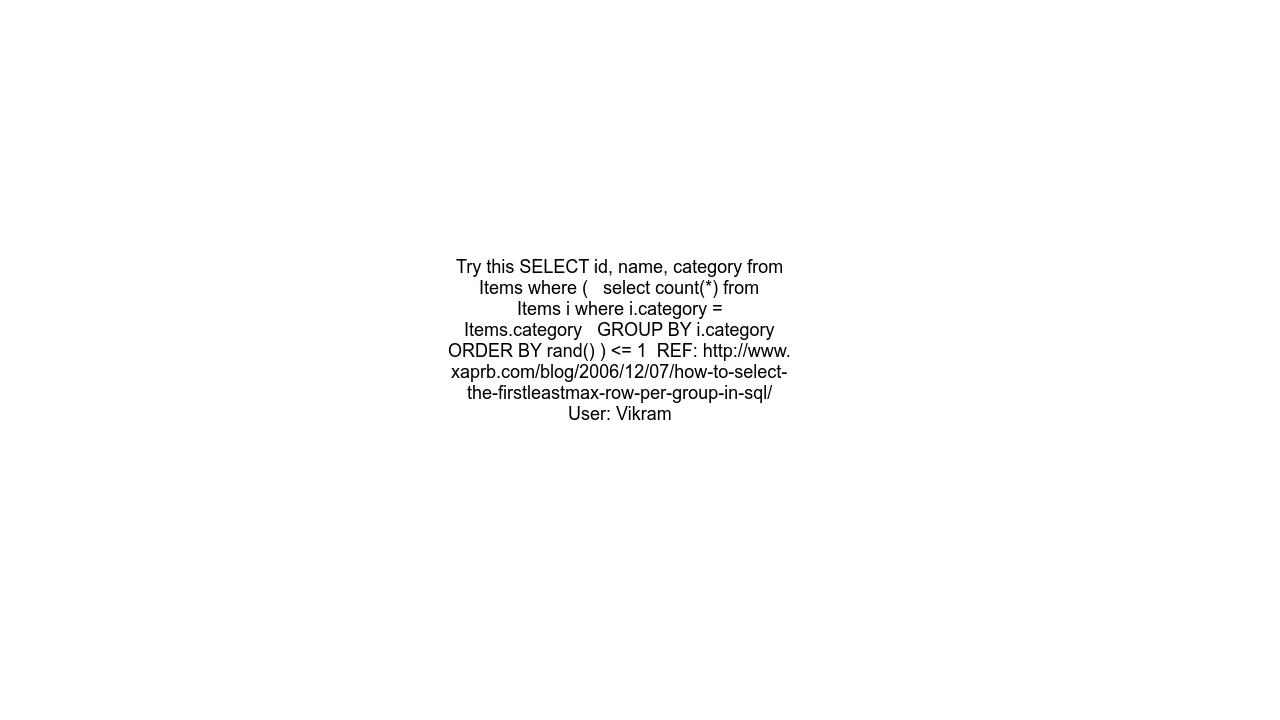 Try this SELECT id, name, category from
Items where (   select count(*) from
Items i where i.category =
Items.category   GROUP BY i.category
ORDER BY rand() ) <= 1  REF: http://www.
xaprb.com/blog/2006/12/07/how-to-select-
the-firstleastmax-row-per-group-in-sql/
User: Vikram